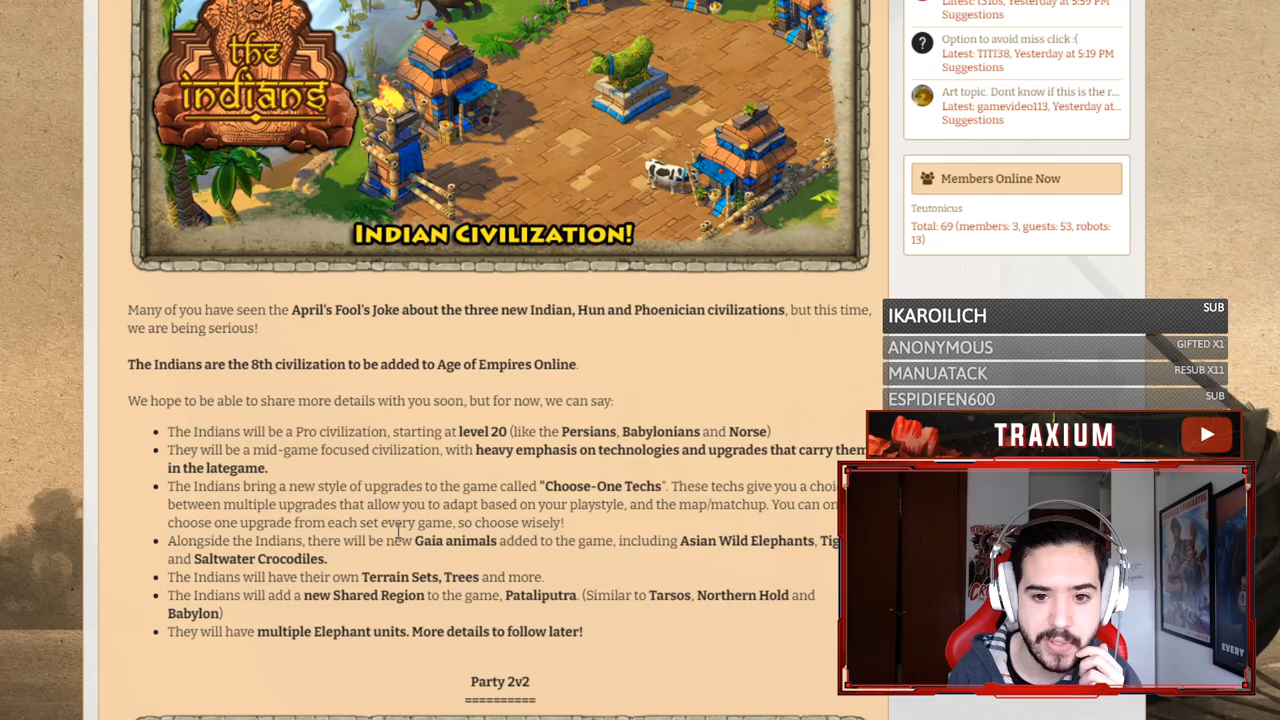 the
indians
INDIAN CIVILIZATION!
Many of you have seen the April's Fool's Joke about the three new Indian, Hun and Phoenician civilizations, but this time,
we are being serious!
The Indians are the 8th civilization to be added to Age of Empires Online.
We hope to be able to share more details with you soon, but for now, we can say:
The Indians will be a Pro civilization, starting at level 20 (like the Persians, Babylonians and Norse)
They will be a mid-game focused civilization, with heavy emphasis on technologies and upgrades that carry them
in the lategame.
The Indians bring a new style of upgrades to the game called "Choose-One Techs". These techs give you a
between multiple upgrades that allow you to adapt based on your playstyle, and the map/matchup. You can
choose one upgrade from each set every game, so choose wisely!
Alongside the Indians, there will be new Gaia animals added to the game, including Asian Wild Elephants,
and Saltwater Crocodiles.
The Indians will have their own Terrain Sets, Trees and more.
The Indians will add a new Shared Region to the game, Pataliputra. (Similar to Tarsos, Northern Hold and
Babylon)
They will have multiple Elephant units. More details to follow later!
Party 2v2
==========
Yesterday at 5:59 PM
Suggestions
Option to avoid miss click :(
Latest: TITI38, Yesterday at 5:19 PM
Suggestions
Art topic. Dont know if this is the r...
Latest: gamevideo113, Yesterday at...
Suggestions
Members Online Now
Teutonicus
Total: 69 (members: 3, guests: 53, robots:
13)
IKAROILICH SUB
ANONYMOUS GIFTED X1
MANUATACK RESUB X11
ESPIDIFEN600 SUB
TRAXIUM
EVERY